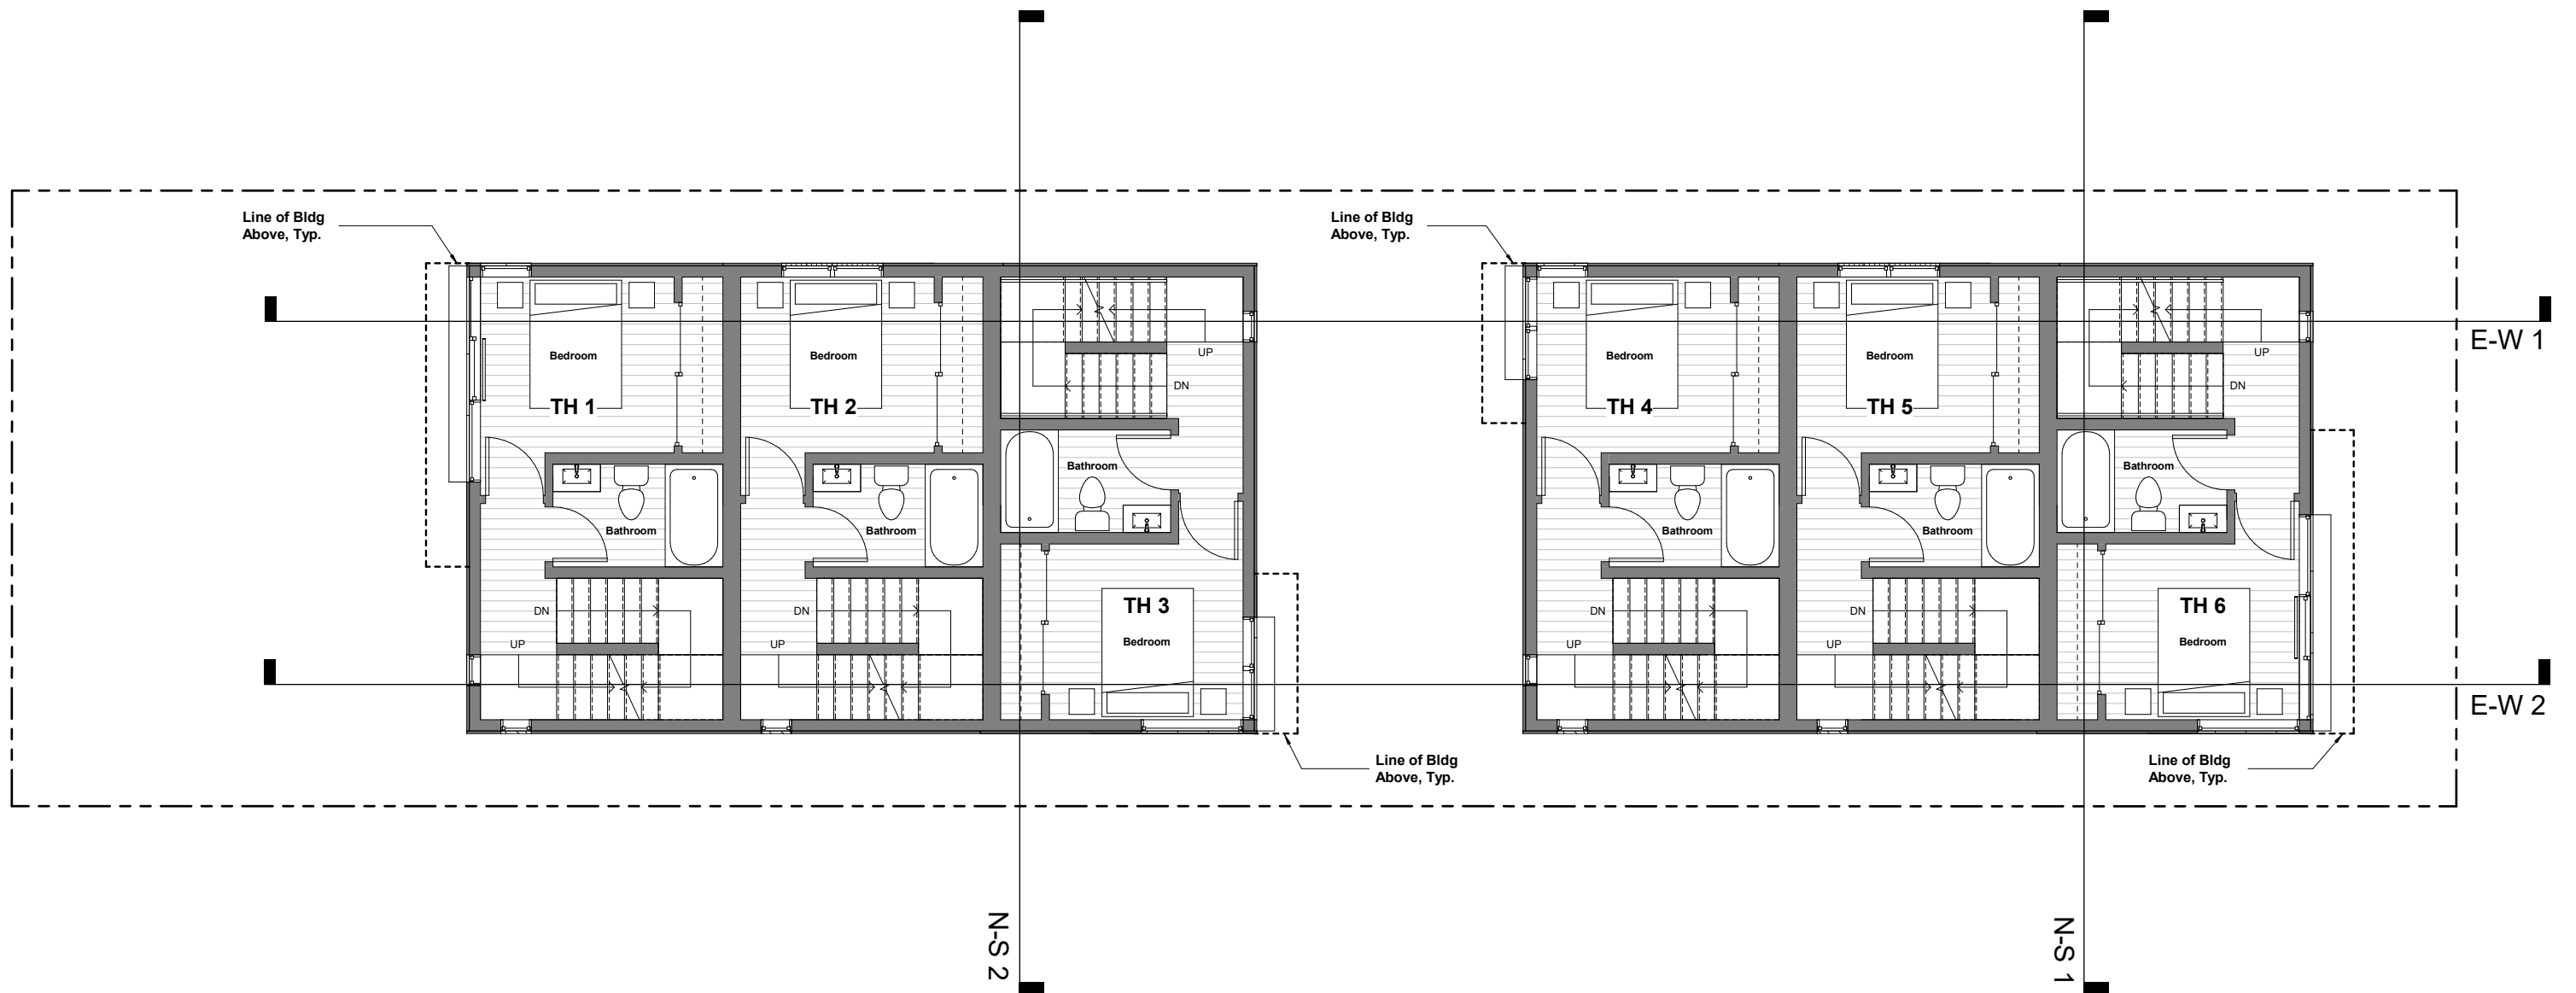 Line of Bldg
Above, Typ.
Line of Bldg
Above, Typ.
E-W 1
Bedroom
Bedroom
UP
Bedroom
Bedroom
UP
DN
DN
TH 1
TH 2
TH 4
TH 5
Bathroom
Bathroom
Bathroom
Bathroom
Bathroom
Bathroom
DN
DN
TH 3
DN
DN
TH 6
UP
UP
Bedroom
UP
UP
Bedroom
E-W 2
Line of Bldg
Above, Typ.
Line of Bldg
Above, Typ.
N-S 2
N-S 1